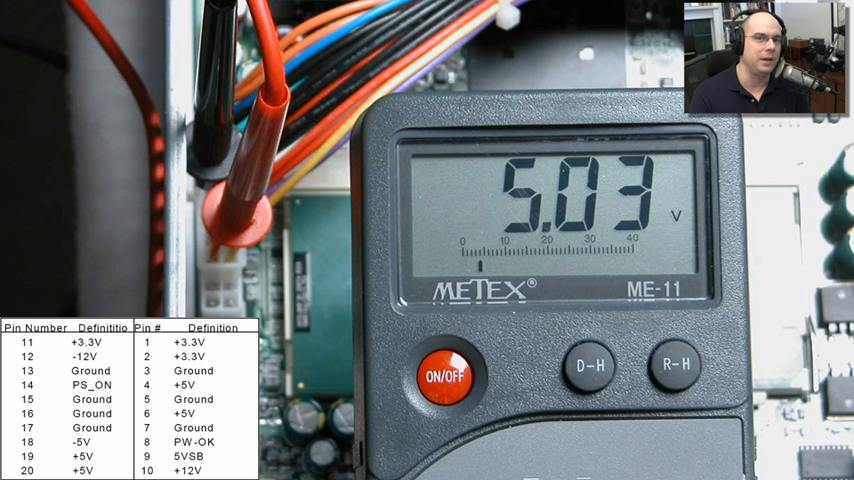 5.03 V
0 10 20 30 40
METEX® ME-11
ON/OFF D-H R-H
Pin Number Definititio Pin # Definition
11 +3.3V 1 +3.3V
12 -12V 2 +3.3V
13 Ground 3 Ground
14 PS_ON 4 +5V
15 Ground 5 Ground
16 Ground 6 +5V
17 Ground 7 Ground
18 -5V 8 PW-OK
19 +5V 9 5VSB
20 +5V 10 +12V